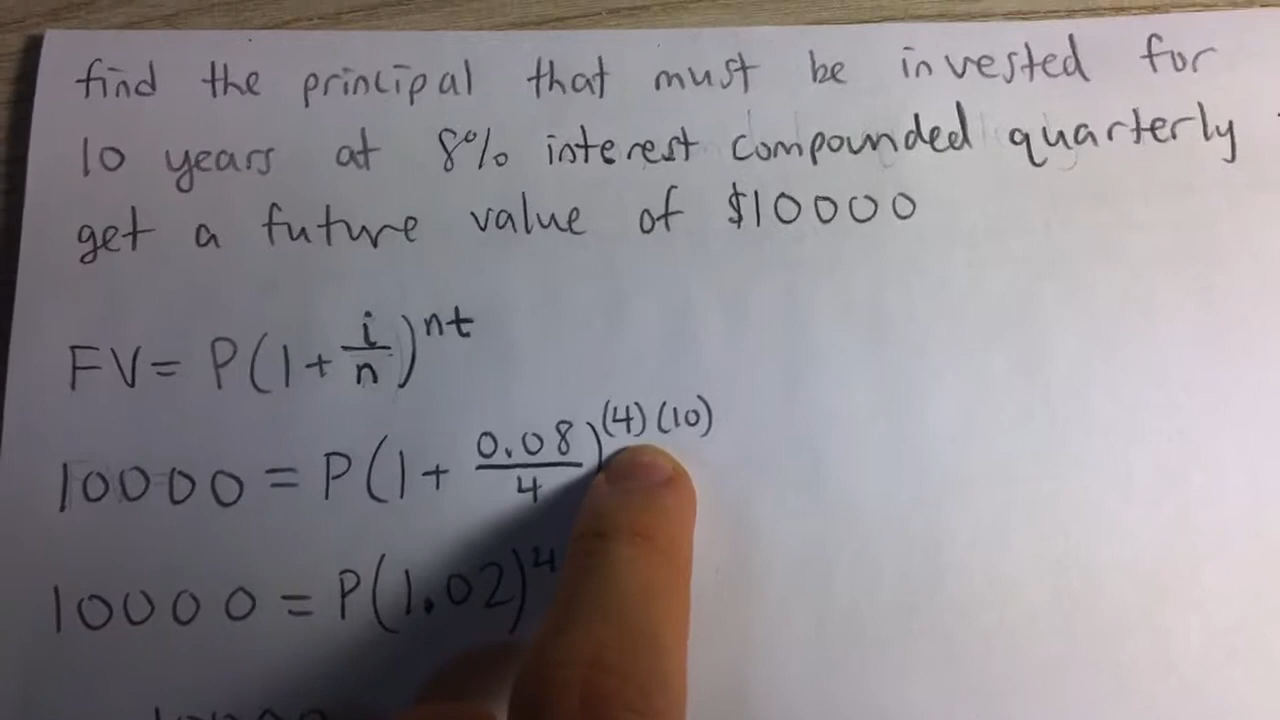 find the principal that must be invested for
10 years at 8% interest compounded quarterly
get a future value of $10000
FV = P(1 + i/n)^nt
10000 = P(1 + 0.08/4)^(4)(10)
10000 = P(1.02)^4